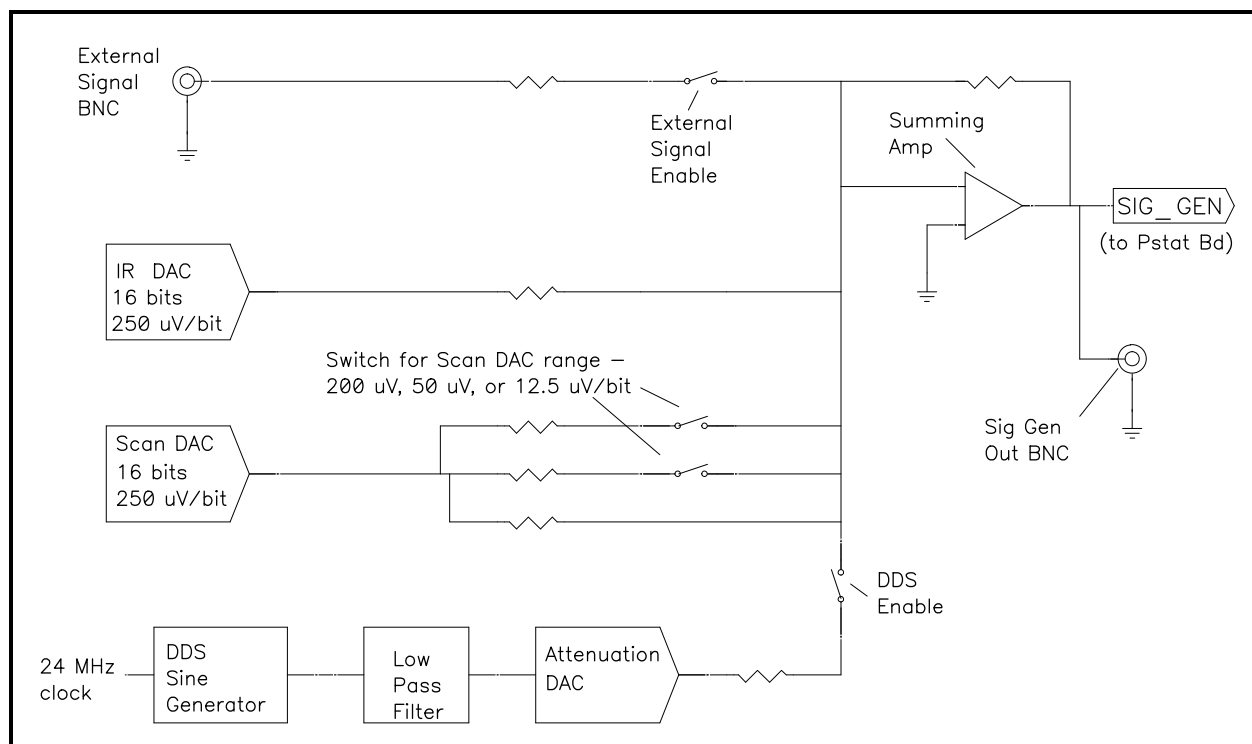 External
Signal
BNC
External
Signal
Enable
Summing
Amp
SIG_GEN
(to Pstat Bd)
IR DAC
16 bits
250 uV/bit
Switch for Scan DAC range –
200 uV, 50 uV, or 12.5 uV/bit
Scan DAC
16 bits
250 uV/bit
Sig Gen
Out BNC
DDS
Enable
24 MHz
clock
DDS
Sine
Generator
Low
Pass
Filter
Attenuation
DAC